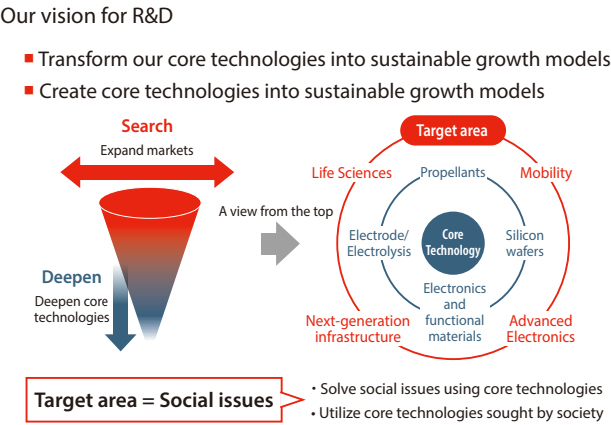 Our vision for R&D
Transform our core technologies into sustainable growth models
Create core technologies into sustainable growth models
Search
Expand markets
Deepen
Deepen core
technologies
A view from the top
Target area
Life Sciences
Propellants
Mobility
Electrode/
Electrolysis
Core
Technology
Silicon
wafers
Electronics
and
functional
materials
Next-generation
infrastructure
Advanced
Electronics
Target area = Social issues
・Solve social issues using core technologies
・Utilize core technologies sought by society